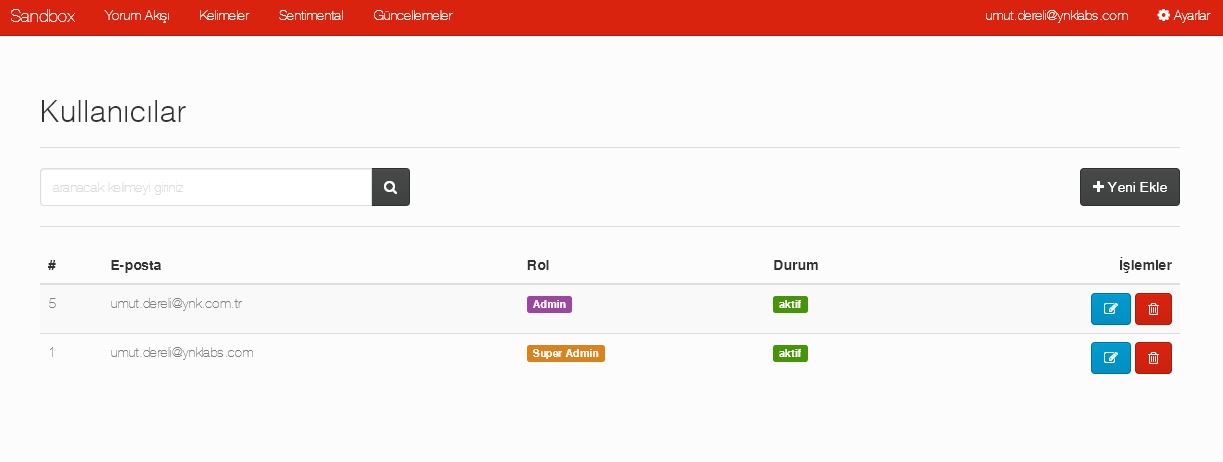 Sandbox Yorum Akışı Kelimeler Sentimental Güncellemeler umut.dereli@ynklabs.com Ayarlar
Kullanıcılar
aranacak kelimeyi giriniz Yeni Ekle
# E-posta Rol Durum İşlemler
5 umut.dereli@ynk.com.tr Admin aktif
1 umut.dereli@ynklabs.com Super Admin aktif